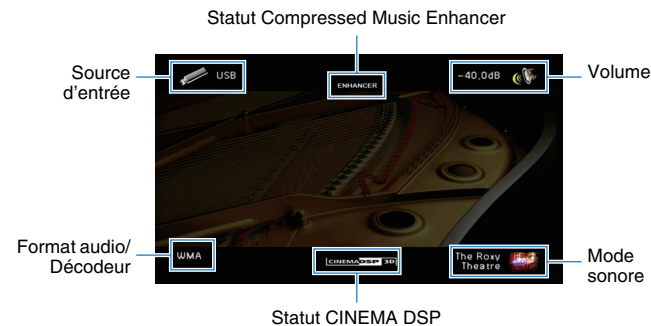 Statut Compressed Music Enhancer
Source
d'entrée
USB
ENHANCER
-40,0dB
Volume
Format audio/
Décodeur
WMA
CINEMA DSP 3D
The Roxy
Theatre
Mode
sonore
Statut CINEMA DSP